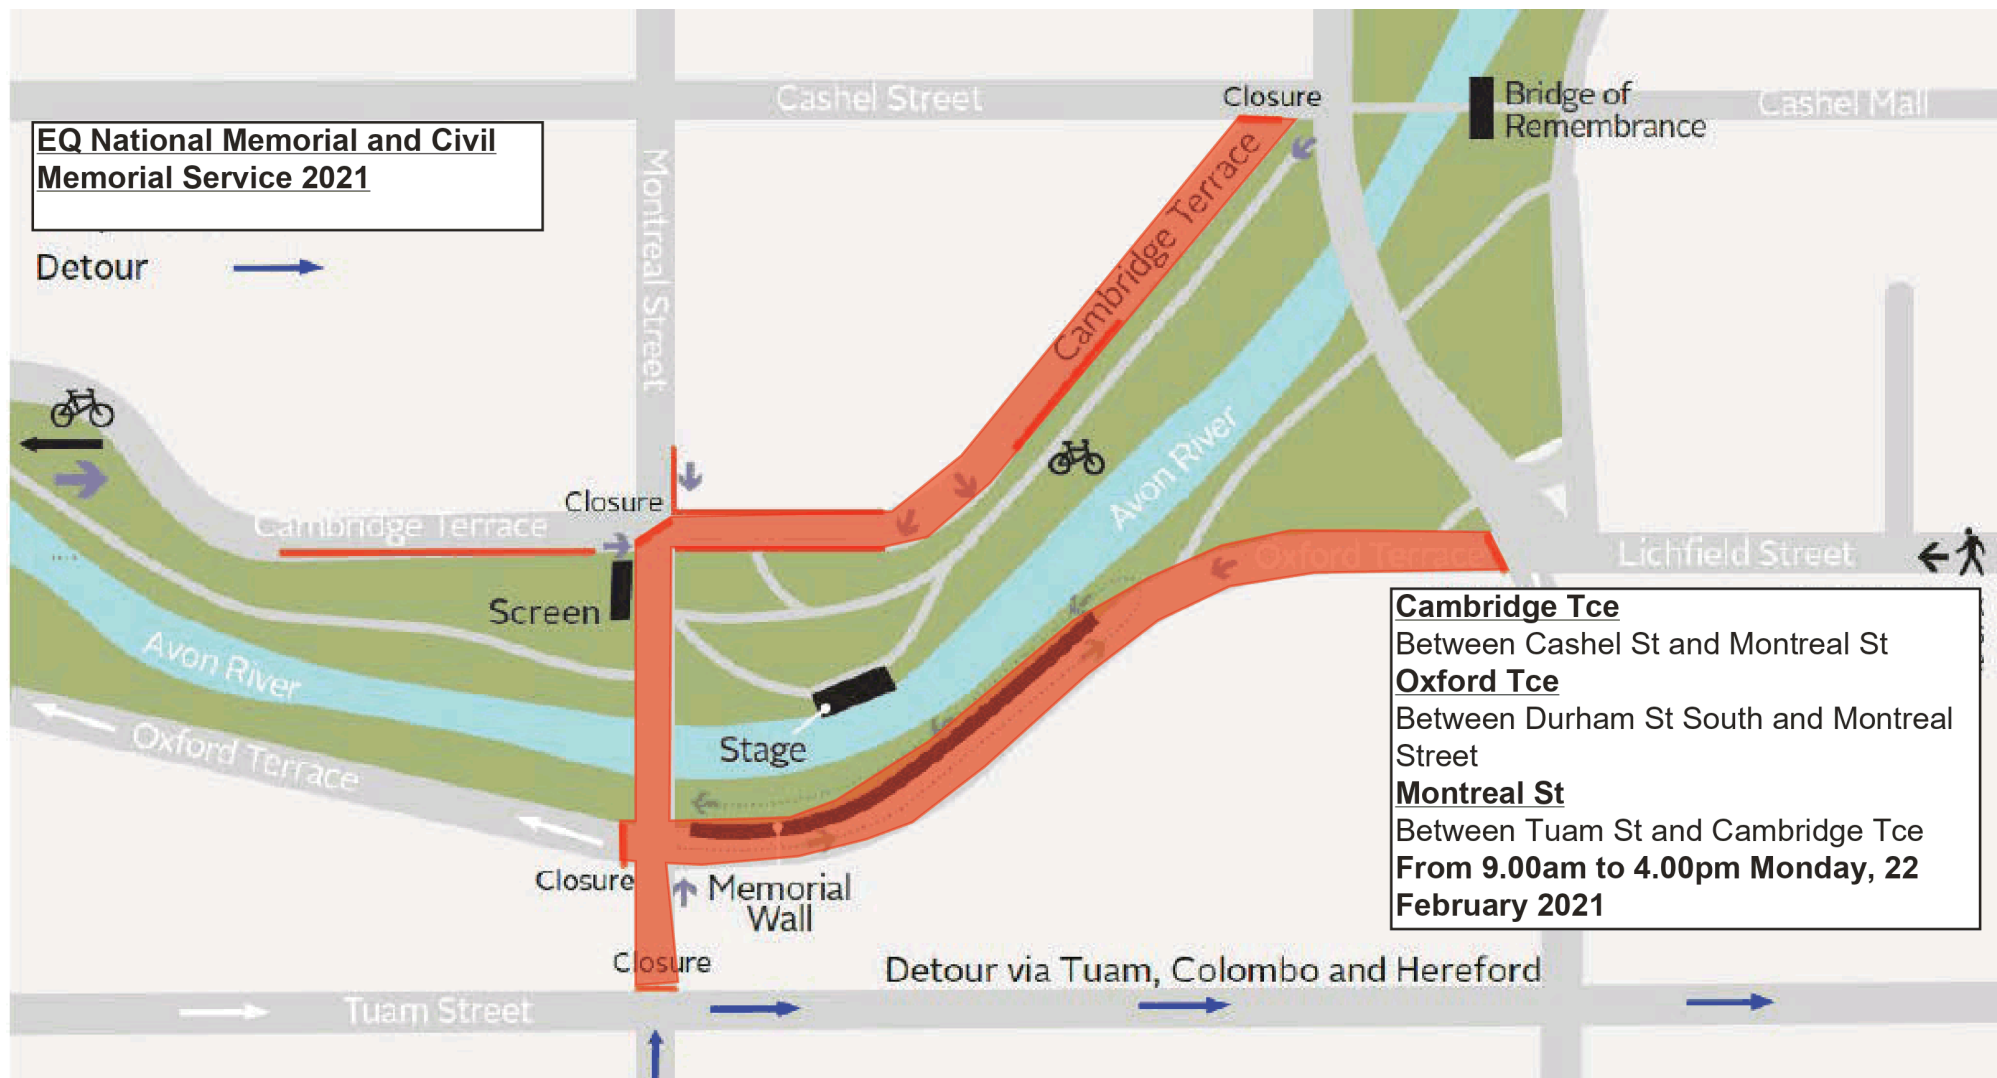 Cashel Street
Closure
Bridge of
Remembrance
Cashel Mall
EQ National Memorial and Civil
Memorial Service 2021
Montreal Street
Cambridge Terrace
Detour
Avon River
Closure
Cambridge Terrace
Oxford Terrace
Lichfield Street
Screen
Avon River
Stage
Oxford Terrace
Closure
Memorial
Wall
Closure
Cambridge Tce
Between Cashel St and Montreal St
Oxford Tce
Between Durham St South and Montreal
Street
Montreal St
Between Tuam St and Cambridge Tce
From 9.00am to 4.00pm Monday, 22
February 2021
Detour via Tuam, Colombo and Hereford
Tuam Street